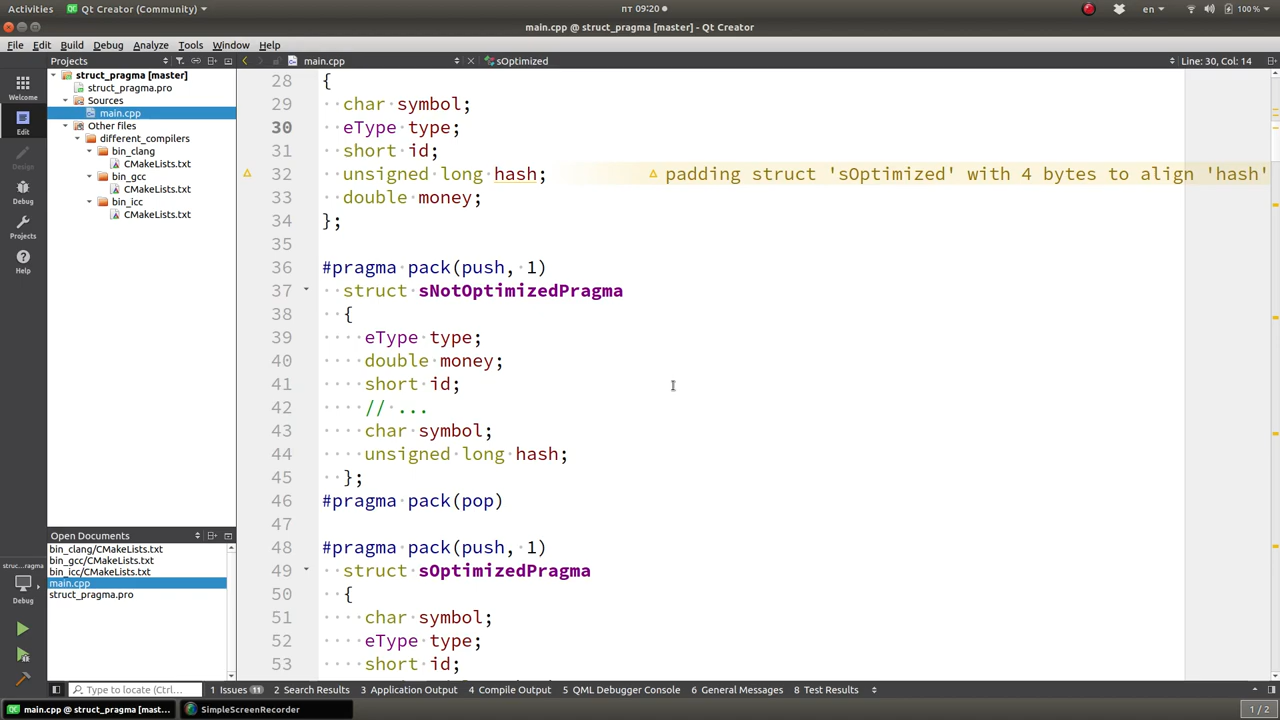 Activities Qt Creator (Community) пт 09:20 en 100 %
main.cpp @ struct_pragma [master] - Qt Creator
File Edit Build Debug Analyze Tools Window Help
Projects main.cpp sOptimized Line: 30, Col: 14
struct_pragma [master]
struct_pragma.pro
Sources
main.cpp
Other files
different_compilers
bin_clang
CMakeLists.txt
bin_gcc
CMakeLists.txt
bin_icc
CMakeLists.txt
Welcome
Edit
Design
Debug
Projects
Help
28 {
29 char symbol;
30 eType type;
31 short id;
32 unsigned long hash; padding struct 'sOptimized' with 4 bytes to align 'hash'
33 double money;
34 };
35
36 #pragma pack(push, 1)
37 struct sNotOptimizedPragma
38 {
39 eType type;
40 double money;
41 short id;
42 // ...
43 char symbol;
44 unsigned long hash;
45 };
46 #pragma pack(pop)
47
48 #pragma pack(push, 1)
49 struct sOptimizedPragma
50 {
51 char symbol;
52 eType type;
53 short id;
Open Documents
bin_clang/CMakeLists.txt
bin_gcc/CMakeLists.txt
bin_icc/CMakeLists.txt
main.cpp
struct_pragma.pro
struc...ragma
Debug
Type to locate (Ctrl... 1 Issues 11 2 Search Results 3 Application Output 4 Compile Output 5 QML Debugger Console 6 General Messages 8 Test Results
main.cpp @ struct_pragma [mast... SimpleScreenRecorder 1 / 2